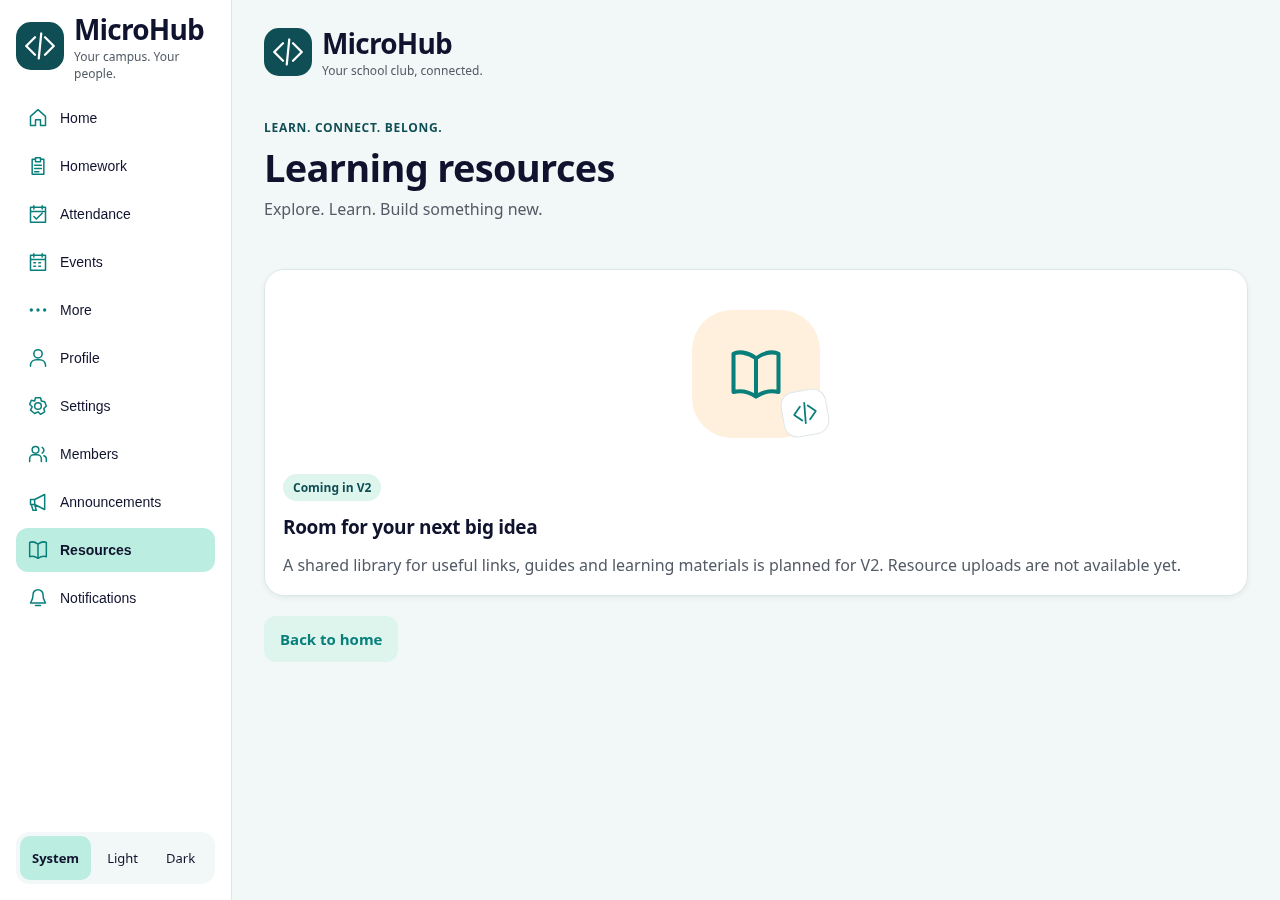 MicroHub
Your campus. Your
people.
Home
Homework
Attendance
Events
More
Profile
Settings
Members
Announcements
Resources
Notifications
System Light Dark
MicroHub
Your school club, connected.
LEARN. CONNECT. BELONG.
Learning resources
Explore. Learn. Build something new.
Coming in V2
Room for your next big idea
A shared library for useful links, guides and learning materials is planned for V2. Resource uploads are not available yet.
Back to home